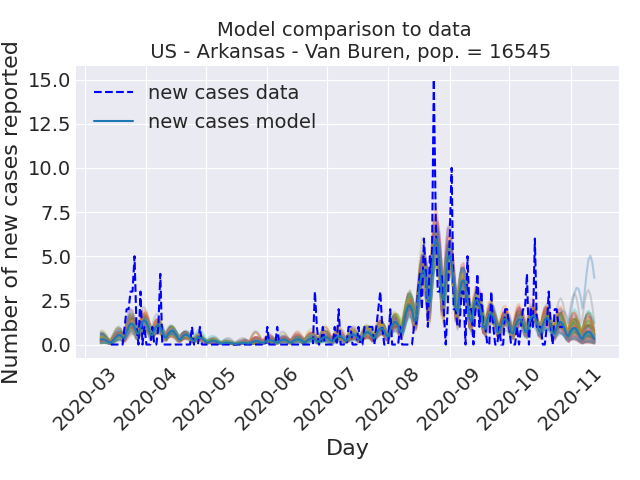 Model comparison to data
US - Arkansas - Van Buren, pop. = 16545
Number of new cases reported
15.0
12.5
10.0
7.5
5.0
2.5
0.0
new cases data
new cases model
2020-03
2020-04
2020-05
2020-06
2020-07
2020-08
2020-09
2020-10
2020-11
Day